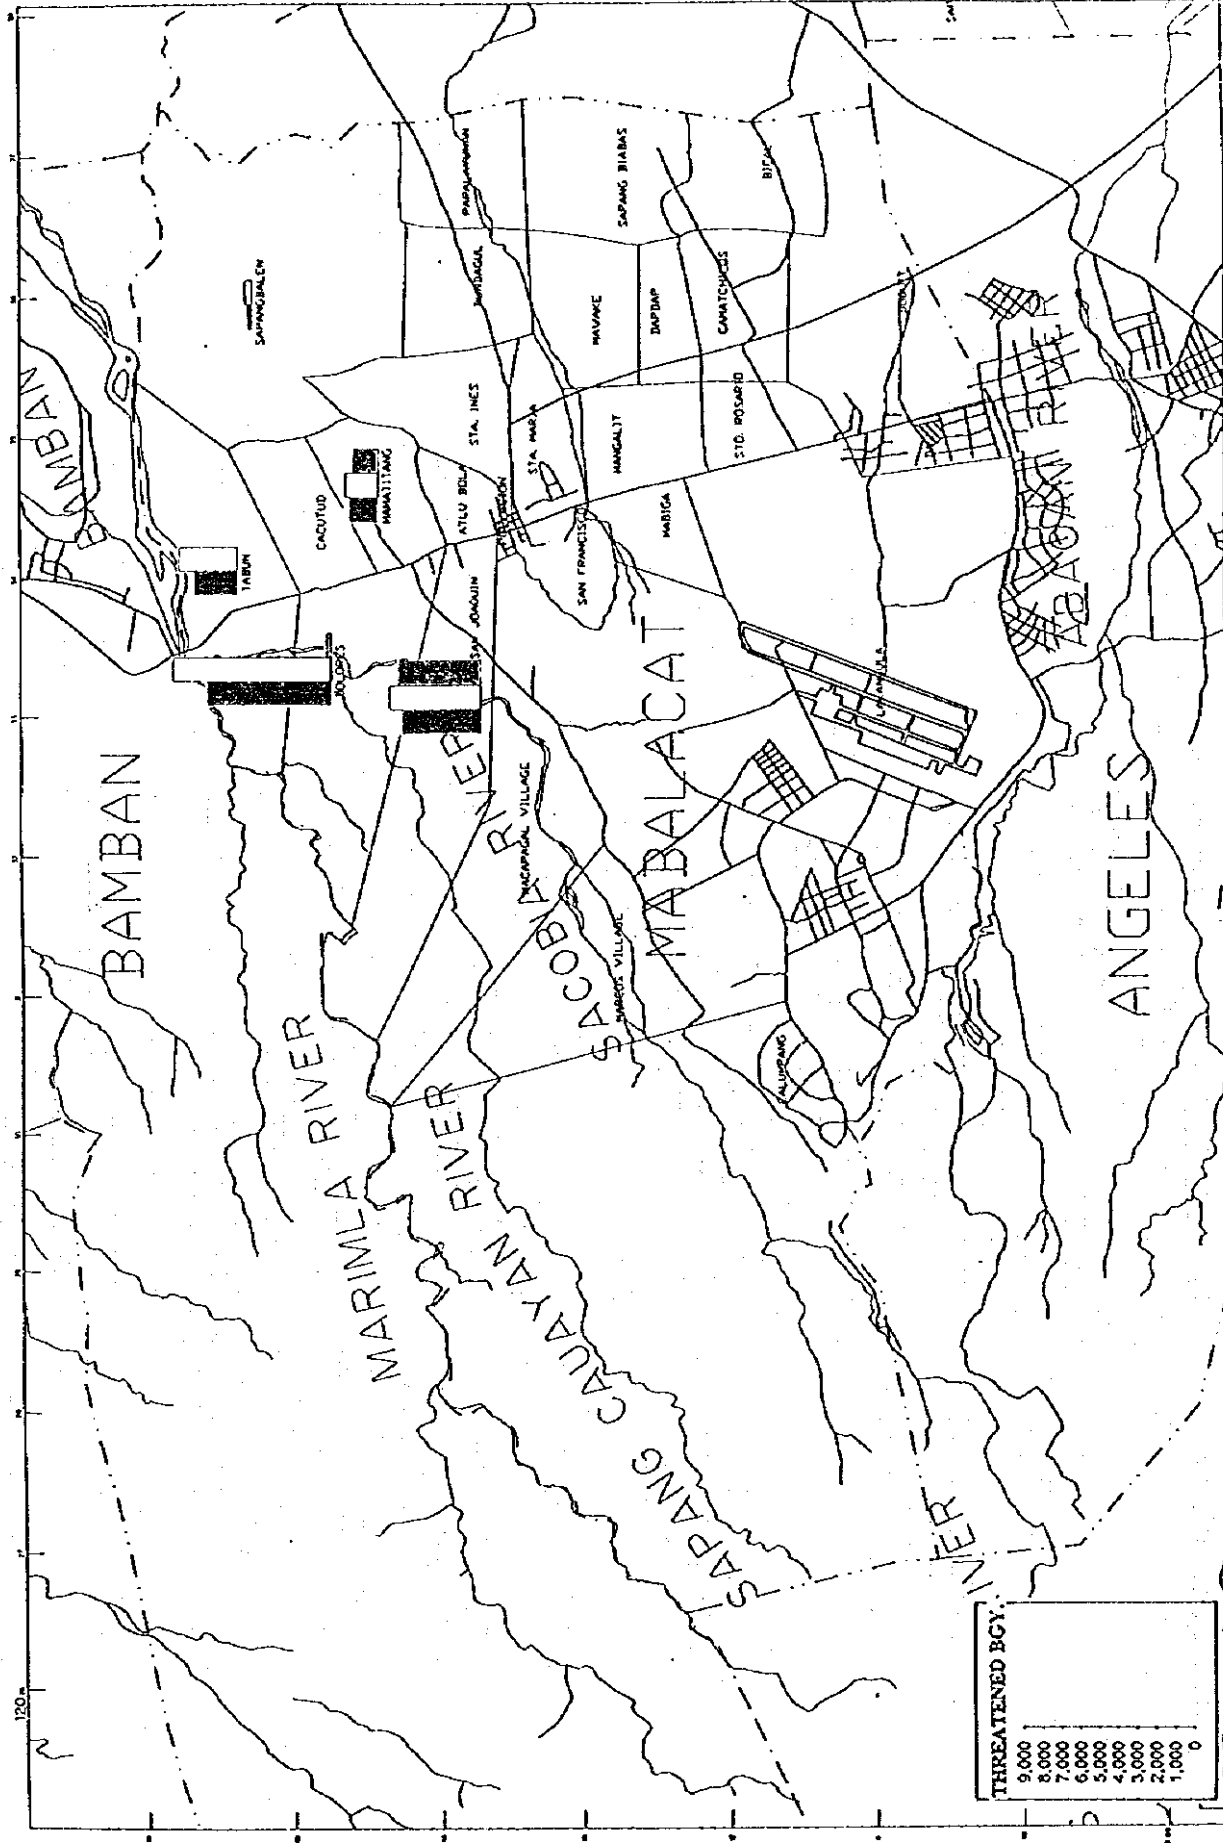 BAMBAN
SAPANGBALEN
TABUN
CACUTUD
MAMATITANG
DOLORES
ATLU BOLA
STA. INES
SAN JOAQUIN
STA. MARIA
SAN FRANCISCO
MANGALIT
MABIGA
MAVAKE
DAPDAP
SAPANG BIABAS
CAMATCHICOS
STO. ROSARIO
BAMBAN
MARIMLA RIVER
SAPANG CAUAYAN RIVER
SACOBIA RIVER
MACAPAGAL VILLAGE
MARCOS VILLAGE
MABALACAT
ABACAN RIVER
ANGELES
RIVER
120
THREATENED BGY.
9,000
8,000
7,000
6,000
5,000
4,000
3,000
2,000
1,000
0